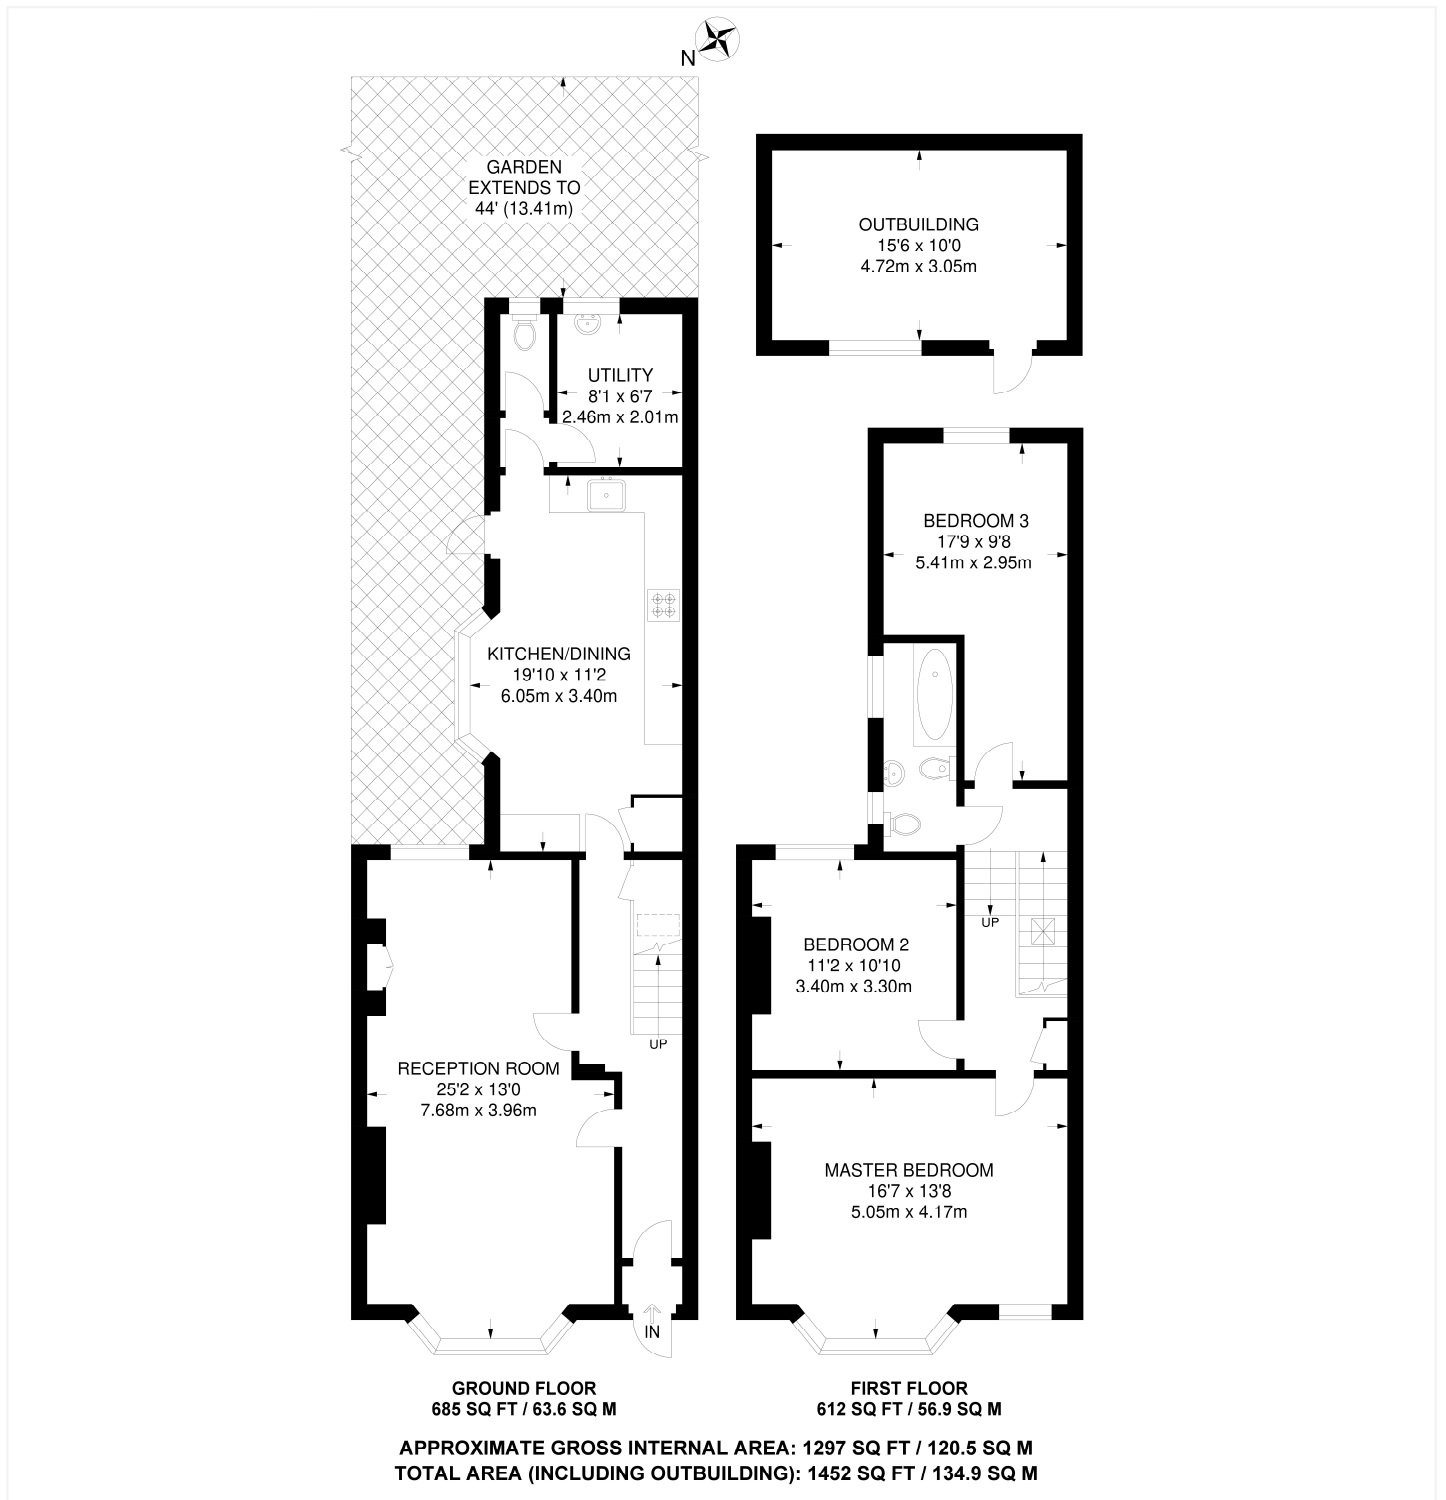 N
GARDEN
EXTENDS TO
44' (13.41m)
OUTBUILDING
15'6 x 10'0
4.72m x 3.05m
UTILITY
8'1 x 6'7
2.46m x 2.01m
BEDROOM 3
17'9 x 9'8
5.41m x 2.95m
KITCHEN/DINING
19'10 x 11'2
6.05m x 3.40m
UP
BEDROOM 2
11'2 x 10'10
3.40m x 3.30m
UP
RECEPTION ROOM
25'2 x 13'0
7.68m x 3.96m
MASTER BEDROOM
16'7 x 13'8
5.05m x 4.17m
IN
GROUND FLOOR
685 SQ FT / 63.6 SQ M
FIRST FLOOR
612 SQ FT / 56.9 SQ M
APPROXIMATE GROSS INTERNAL AREA: 1297 SQ FT / 120.5 SQ M
TOTAL AREA (INCLUDING OUTBUILDING): 1452 SQ FT / 134.9 SQ M